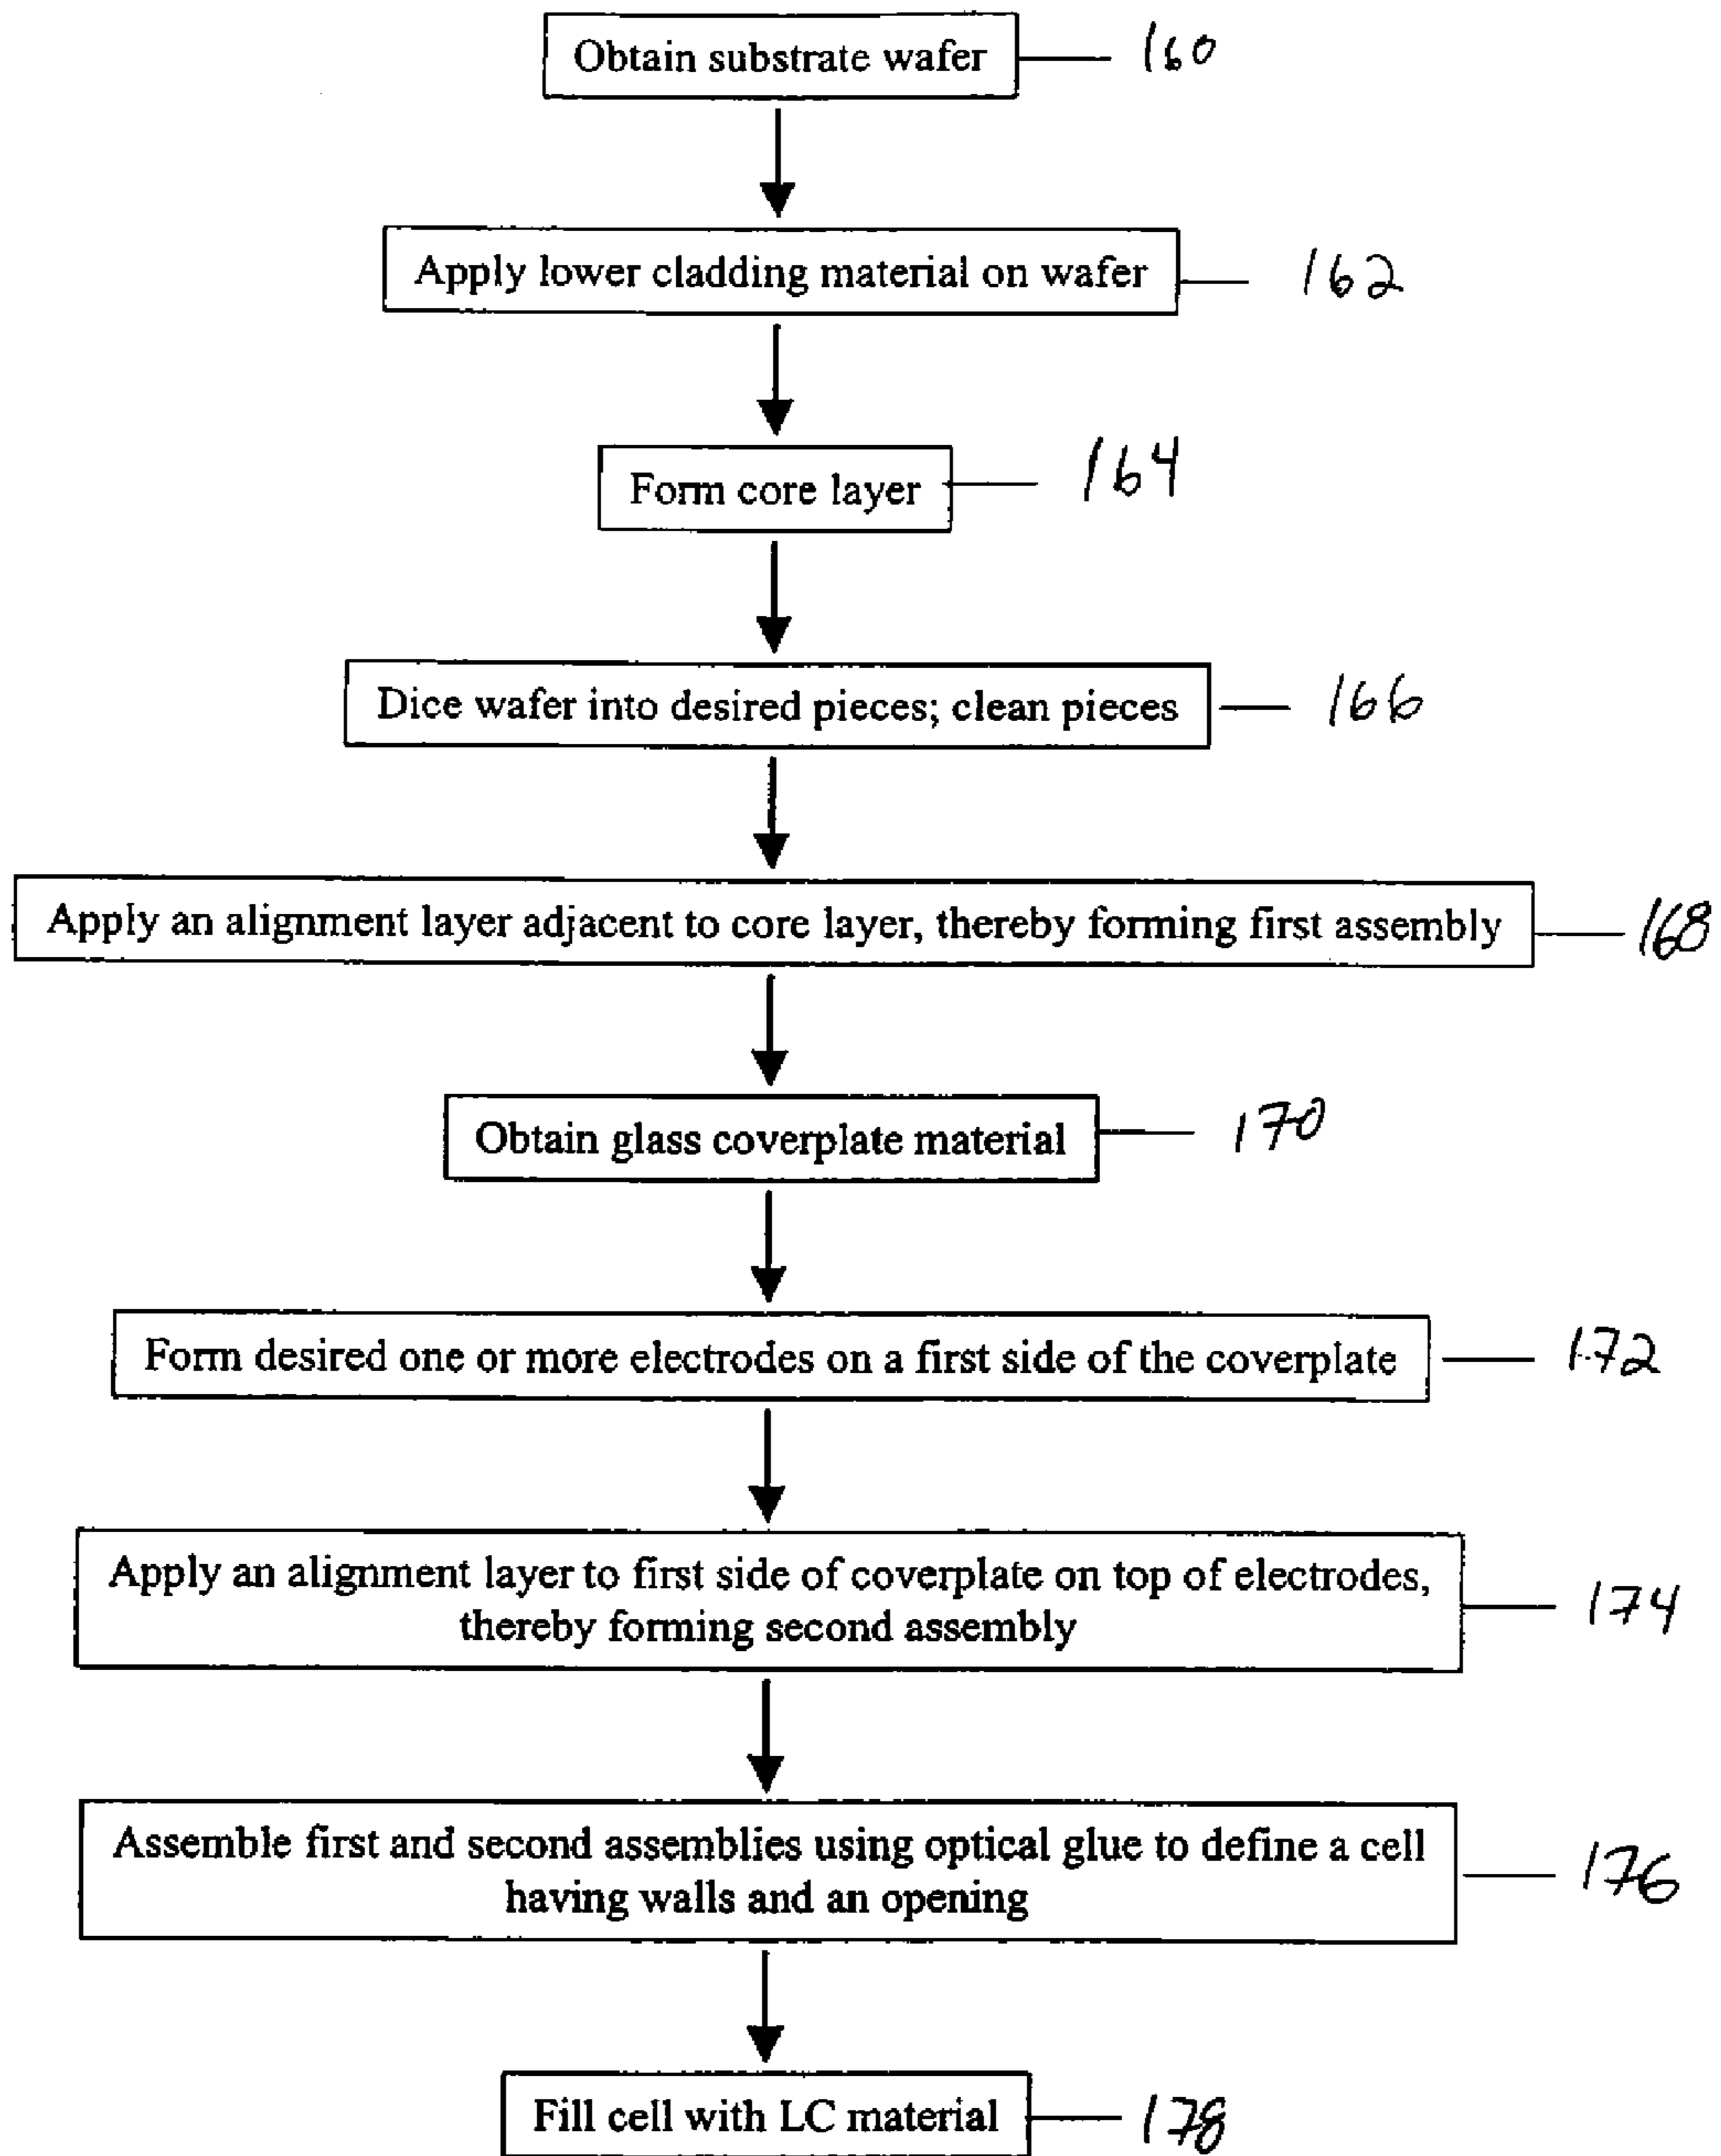 Obtain substrate wafer 160
Apply lower cladding material on wafer 162
Form core layer 164
Dice wafer into desired pieces; clean pieces 166
Apply an alignment layer adjacent to core layer, thereby forming first assembly 168
Obtain glass coverplate material 170
Form desired one or more electrodes on a first side of the coverplate 172
Apply an alignment layer to first side of coverplate on top of electrodes,
thereby forming second assembly 174
Assemble first and second assemblies using optical glue to define a cell
having walls and an opening 176
Fill cell with LC material 178